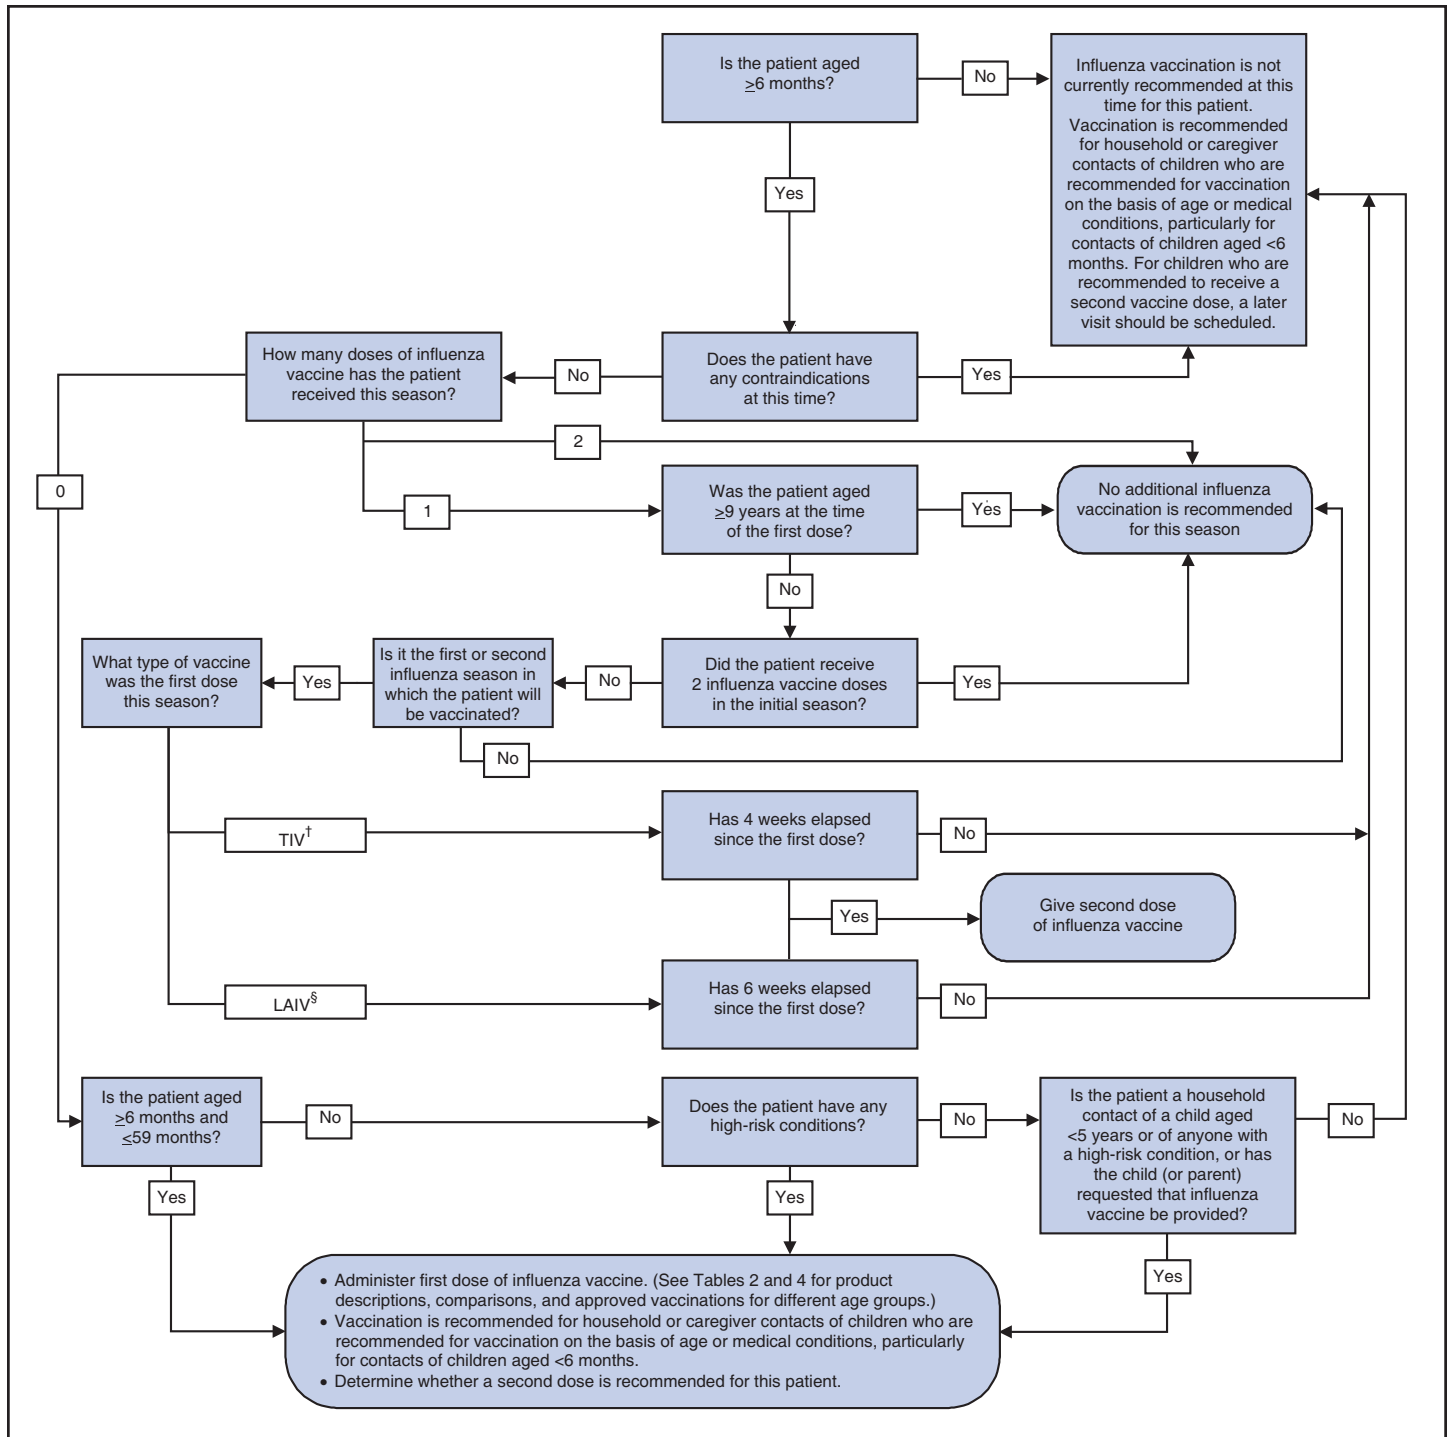 Is the patient aged
≥6 months?
No
Influenza vaccination is not
currently recommended at this
time for this patient.
Vaccination is recommended
for household or caregiver
contacts of children who are
recommended for vaccination
on the basis of age or medical
conditions, particularly for
contacts of children aged <6
months. For children who are
recommended to receive a
second vaccine dose, a later
visit should be scheduled.
Yes
How many doses of influenza
vaccine has the patient
received this season?
No
Does the patient have
any contraindications
at this time?
Yes
2
0
1
Was the patient aged
≥9 years at the time
of the first dose?
Yes
No additional influenza
vaccination is recommended
for this season
No
What type of vaccine
was the first dose
this season?
Yes
Is it the first or second
influenza season in
which the patient will
be vaccinated?
No
Did the patient receive
2 influenza vaccine doses
in the initial season?
Yes
No
TIV†
Has 4 weeks elapsed
since the first dose?
No
Yes
Give second dose
of influenza vaccine
LAIV§
Has 6 weeks elapsed
since the first dose?
No
Is the patient aged
≥6 months and
≤59 months?
No
Does the patient have any
high-risk conditions?
No
Is the patient a household
contact of a child aged
<5 years or of anyone with
a high-risk condition, or has
the child (or parent)
requested that influenza
vaccine be provided?
No
Yes
Yes
Yes
• Administer first dose of influenza vaccine. (See Tables 2 and 4 for product
descriptions, comparisons, and approved vaccinations for different age groups.)
• Vaccination is recommended for household or caregiver contacts of children who are
recommended for vaccination on the basis of age or medical conditions, particularly
for contacts of children aged <6 months.
• Determine whether a second dose is recommended for this patient.